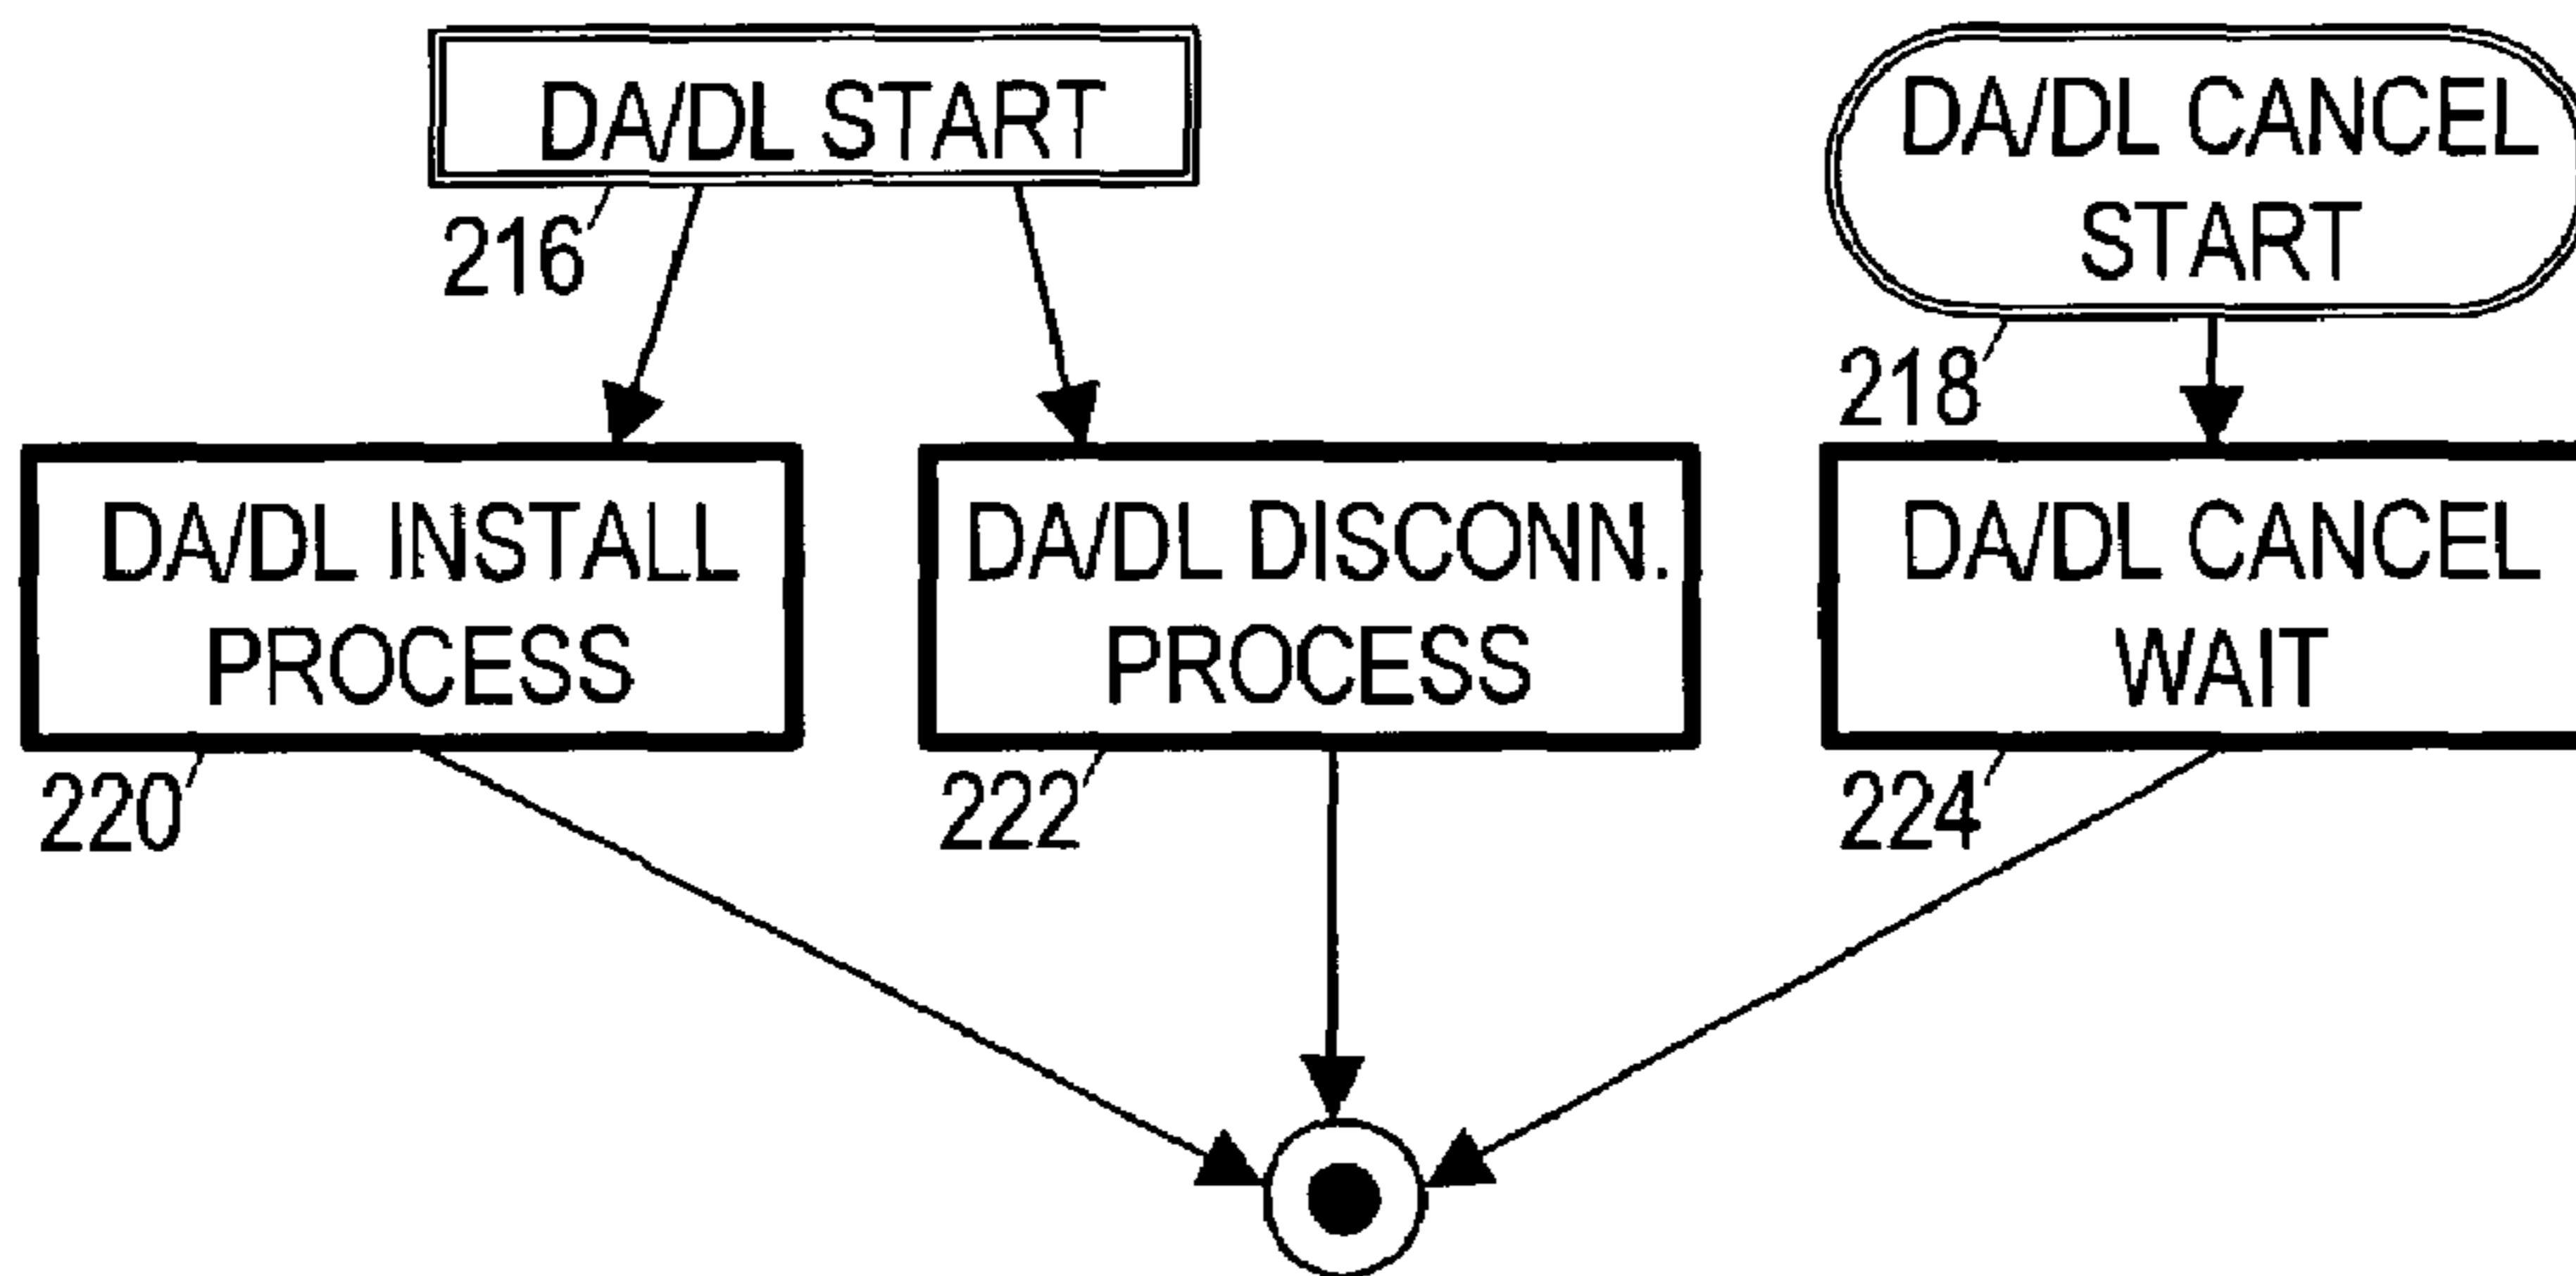 DA/DL START
216
DA/DL CANCEL
START
218
DA/DL INSTALL
PROCESS
220
DA/DL DISCONN.
PROCESS
222
DA/DL CANCEL
WAIT
224